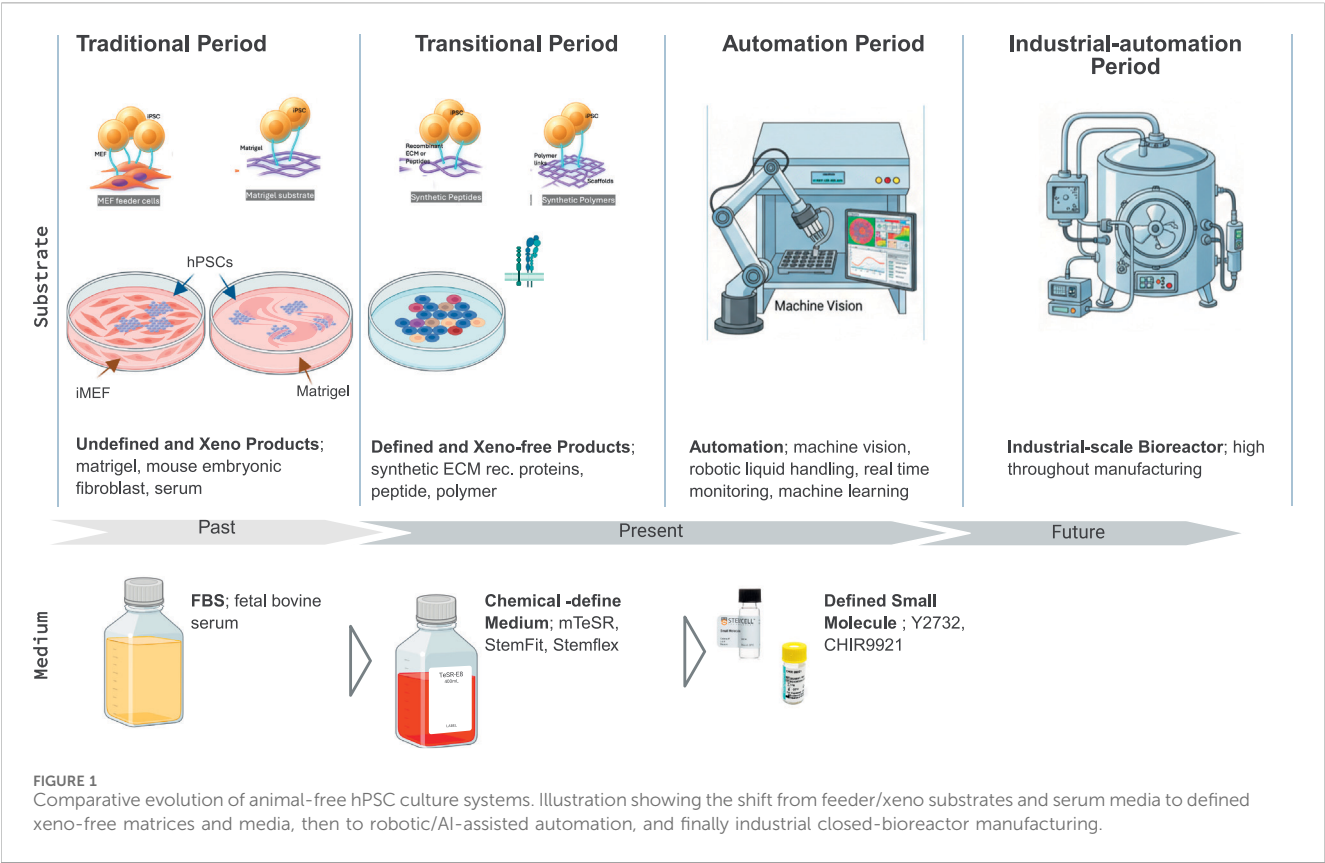 Traditional Period
Transitional Period
Automation Period
Industrial-automation
Period
iPSC
MEF
MEF feeder cells
iPSC
Matrigel
Matrigel substrate
iPSC
Recombinant
ECM or
Peptides
Synthetic Peptides
iPSC
Polymer
links
Scaffolds
Synthetic Polymers
Substrate
hPSCs
iMEF
Matrigel
Machine Vision
Undefined and Xeno Products;
matrigel, mouse embryonic
fibroblast, serum
Defined and Xeno-free Products;
synthetic ECM rec. proteins,
peptide, polymer
Automation; machine vision,
robotic liquid handling, real time
monitoring, machine learning
Industrial-scale Bioreactor; high
throughout manufacturing
Past
Present
Future
Medium
FBS; fetal bovine
serum
TeSR-E8
400mL
LABEL
Chemical -define
Medium; mTeSR,
StemFit, Stemflex
STEMCELL
Defined Small
Molecule ; Y2732,
CHIR9921
FIGURE 1
Comparative evolution of animal-free hPSC culture systems. Illustration showing the shift from feeder/xeno substrates and serum media to defined
xeno-free matrices and media, then to robotic/AI-assisted automation, and finally industrial closed-bioreactor manufacturing.